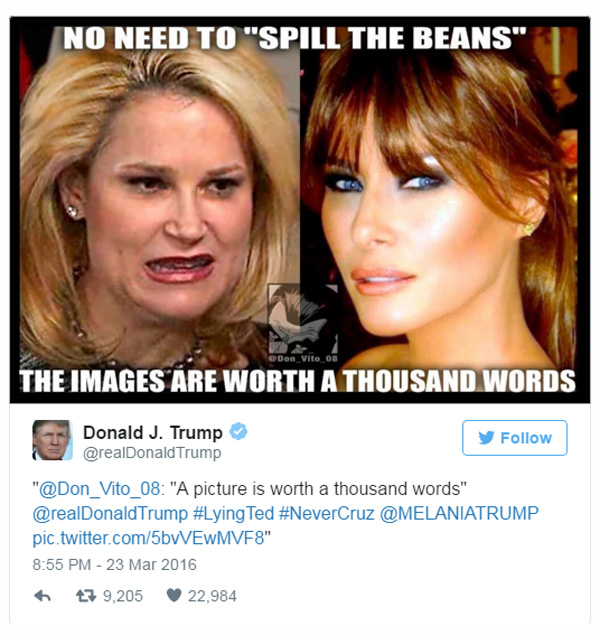 NO NEED TO "SPILL THE BEANS"
@Don_Vito_08
THE IMAGES ARE WORTH A THOUSAND WORDS
Donald J. Trump
@realDonaldTrump
Follow
"@Don_Vito_08: "A picture is worth a thousand words"
@realDonaldTrump #LyingTed #NeverCruz @MELANIATRUMP
pic.twitter.com/5bvVEwMVF8"
8:55 PM - 23 Mar 2016
9,205 22,984